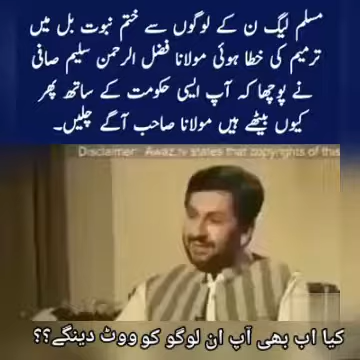 مسلم لیگ ن کے لوگوں سے ختم نبوت بل میں
ترمیم کی خطا ہوئی مولانا فضل الرحمن سلیم صافی
نے پوچھا کہ آپ ایسی حکومت کے ساتھ پھر
کیوں بیٹھے ہیں مولانا صاحب آگے چلیں۔
Disclaimer: Awaz.tv states that copyrights of this
کیا اب بھی آپ ان لوگو کو ووٹ دینگے؟؟